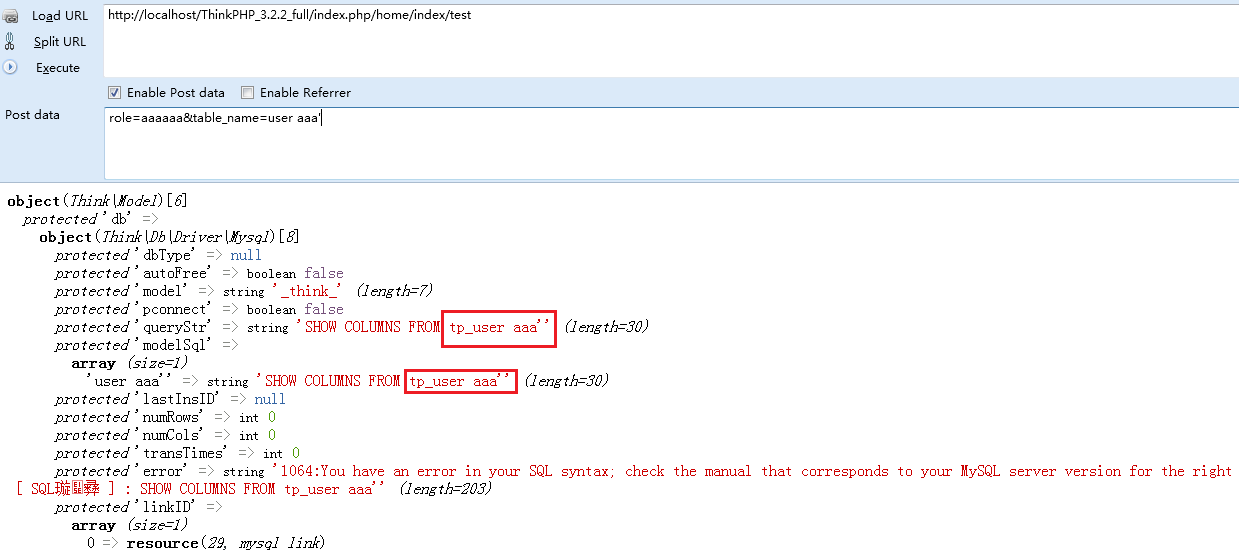 Load URL
http://localhost/ThinkPHP_3.2.2_full/index.php/home/index/test
Split URL
Execute
Enable Post data Enable Referrer
Post data
role=aaaaaa&table_name=user aaa'
object(Think\Model)[6]
protected 'db' =>
object(Think\Db\Driver\Mysql)[8]
protected 'dbType' => null
protected 'autoFree' => boolean false
protected 'model' => string '_think_' (length=7)
protected 'pconnect' => boolean false
protected 'queryStr' => string 'SHOW COLUMNS FROM tp_user aaa'' (length=30)
protected 'modelSql' =>
array (size=1)
'user aaa'' => string 'SHOW COLUMNS FROM tp_user aaa'' (length=30)
protected 'lastInsID' => null
protected 'numRows' => int 0
protected 'numCols' => int 0
protected 'transTimes' => int 0
protected 'error' => string '1064:You have an error in your SQL syntax; check the manual that corresponds to your MySQL server version for the right
[ SQL ] : SHOW COLUMNS FROM tp_user aaa'' (length=203)
protected 'linkID' =>
array (size=1)
0 => resource(29, mysql link)